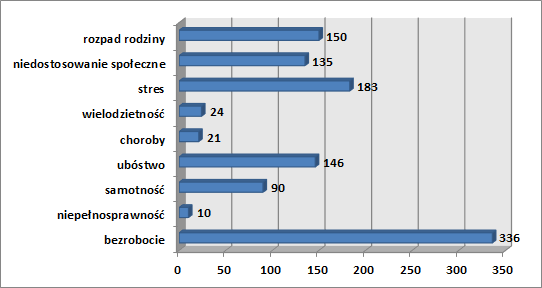 rozpad rodziny 150
niedostosowanie społeczne 135
stres 183
wielodzietność 24
choroby 21
ubóstwo 146
samotność 90
niepełnosprawność 10
bezrobocie 336
0 50 100 150 200 250 300 350